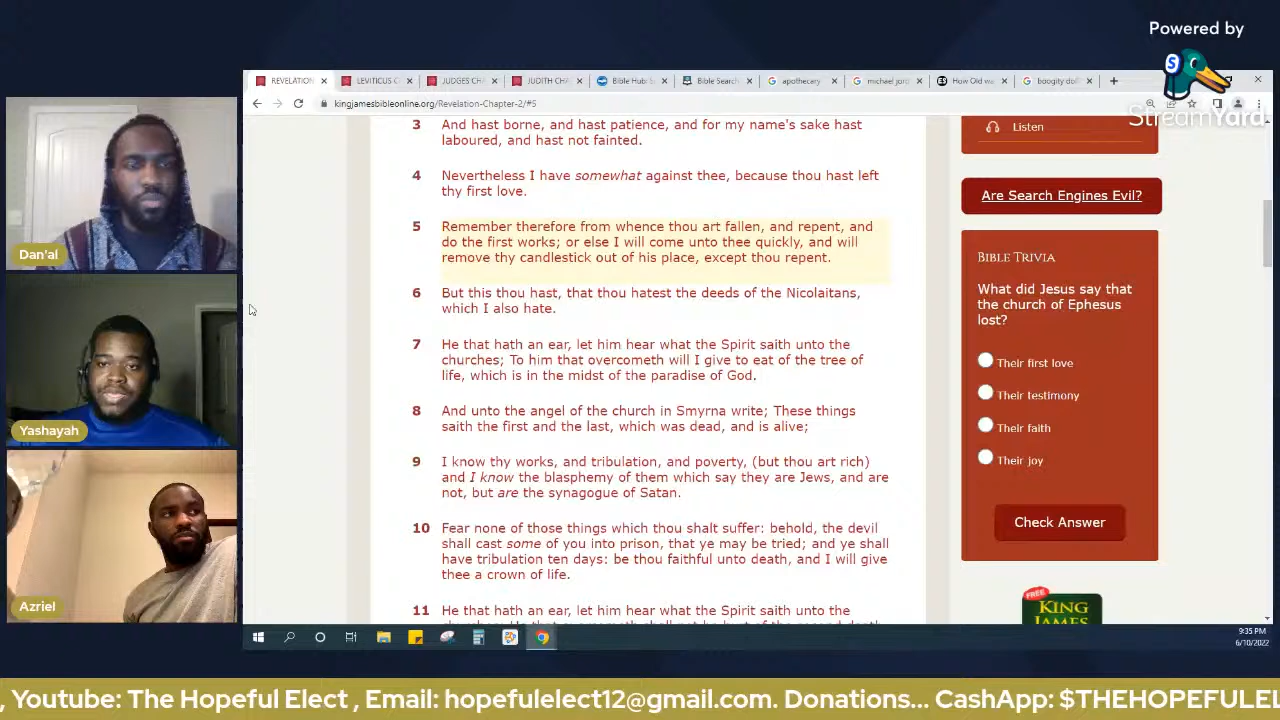 Powered by
StreamYard
REVELATION
LEVITICUS C
JUDGES CHA
JUDITH CHA
Bible Hub: b
Bible Search
apothecary
michael jord
How Old wa
boogity
kingjamesbibleonline.org/Revelation-Chapter-2/#5
3 And hast borne, and hast patience, and for my name's sake hast
laboured, and hast not fainted.
4 Nevertheless I have somewhat against thee, because thou hast left
thy first love.
5 Remember therefore from whence thou art fallen, and repent, and
do the first works; or else I will come unto thee quickly, and will
remove thy candlestick out of his place, except thou repent.
6 But this thou hast, that thou hatest the deeds of the Nicolaitans,
which I also hate.
7 He that hath an ear, let him hear what the Spirit saith unto the
churches; To him that overcometh will I give to eat of the tree of
life, which is in the midst of the paradise of God.
8 And unto the angel of the church in Smyrna write; These things
saith the first and the last, which was dead, and is alive;
9 I know thy works, and tribulation, and poverty, (but thou art rich)
and I know the blasphemy of them which say they are Jews, and are
not, but are the synagogue of Satan.
10 Fear none of those things which thou shalt suffer: behold, the devil
shall cast some of you into prison, that ye may be tried; and ye shall
have tribulation ten days: be thou faithful unto death, and I will give
thee a crown of life.
11 He that hath an ear, let him hear what the Spirit saith unto the
Listen
Are Search Engines Evil?
BIBLE TRIVIA
What did Jesus say that
the church of Ephesus
lost?
Their first love
Their testimony
Their faith
Their joy
Check Answer
FREE
KING
JAMES
Dan'al
Yashayah
Azriel
9:35 PM
6/10/2022
, Youtube: The Hopeful Elect , Email: hopefulelect12@gmail.com. Donations... CashApp: $THEHOPEFULEL